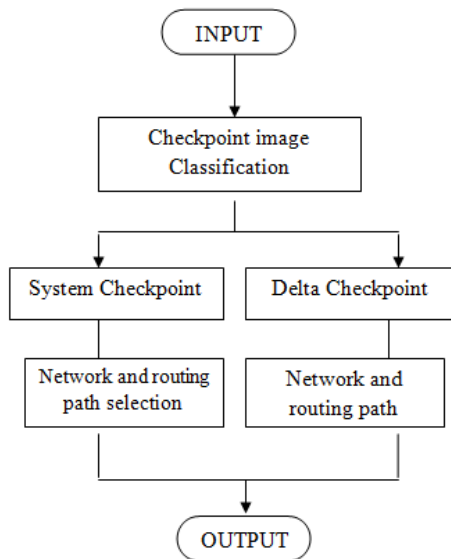 INPUT
Checkpoint image
Classification
System Checkpoint
Delta Checkpoint
Network and routing
path selection
Network and
routing path
OUTPUT